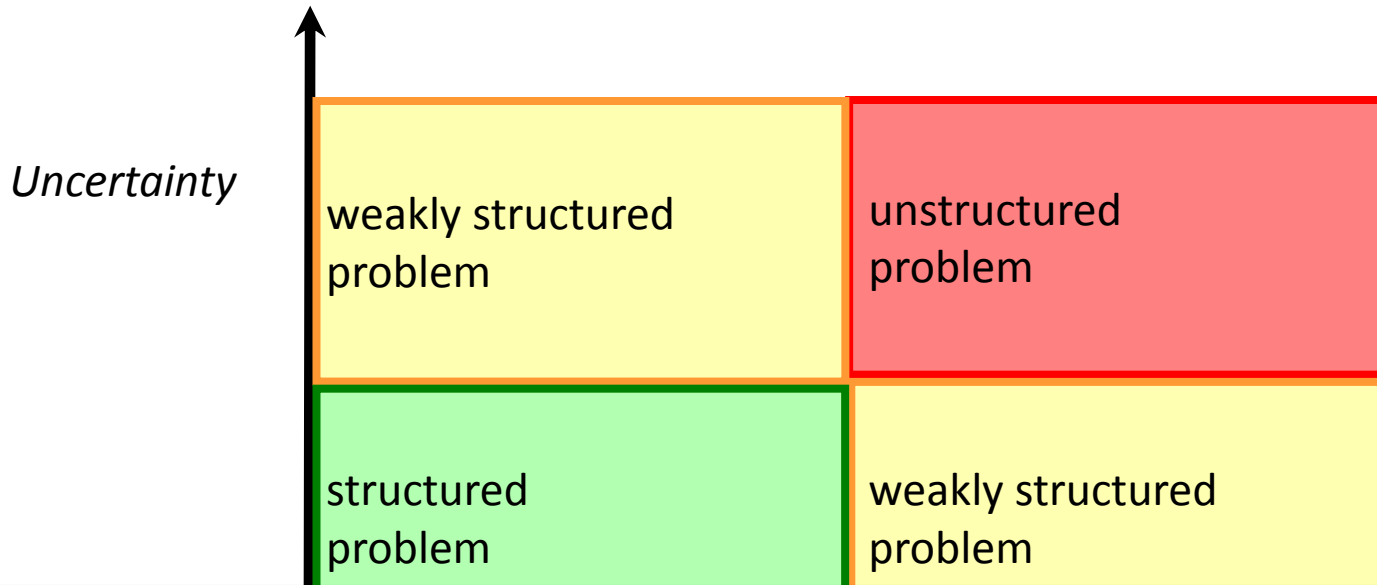 Uncertainty
weakly structured
problem
unstructured
problem
structured
problem
weakly structured
problem